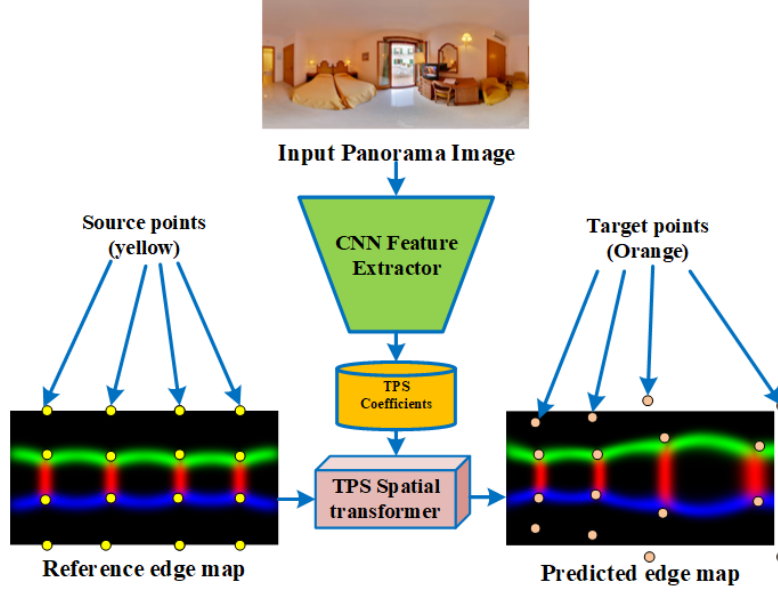 Input Panorama Image
Source points
(yellow)
CNN Feature
Extractor
Target points
(Orange)
TPS
Coefficients
TPS Spatial
transformer
Reference edge map
Predicted edge map